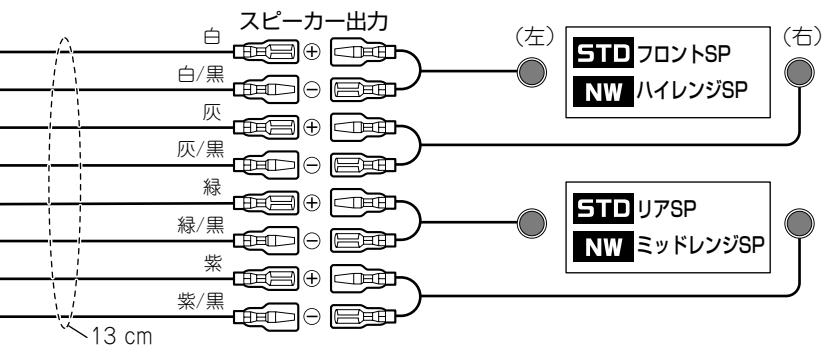 スピーカー出力
白
⊕
白/黒
⊖
灰
⊕
灰/黒
⊖
緑
⊕
緑/黒
⊖
紫
⊕
紫/黒
⊖
13 cm
(左)
STD フロントSP
NW ハイレンジSP
(右)
STD リアSP
NW ミッドレンジSP